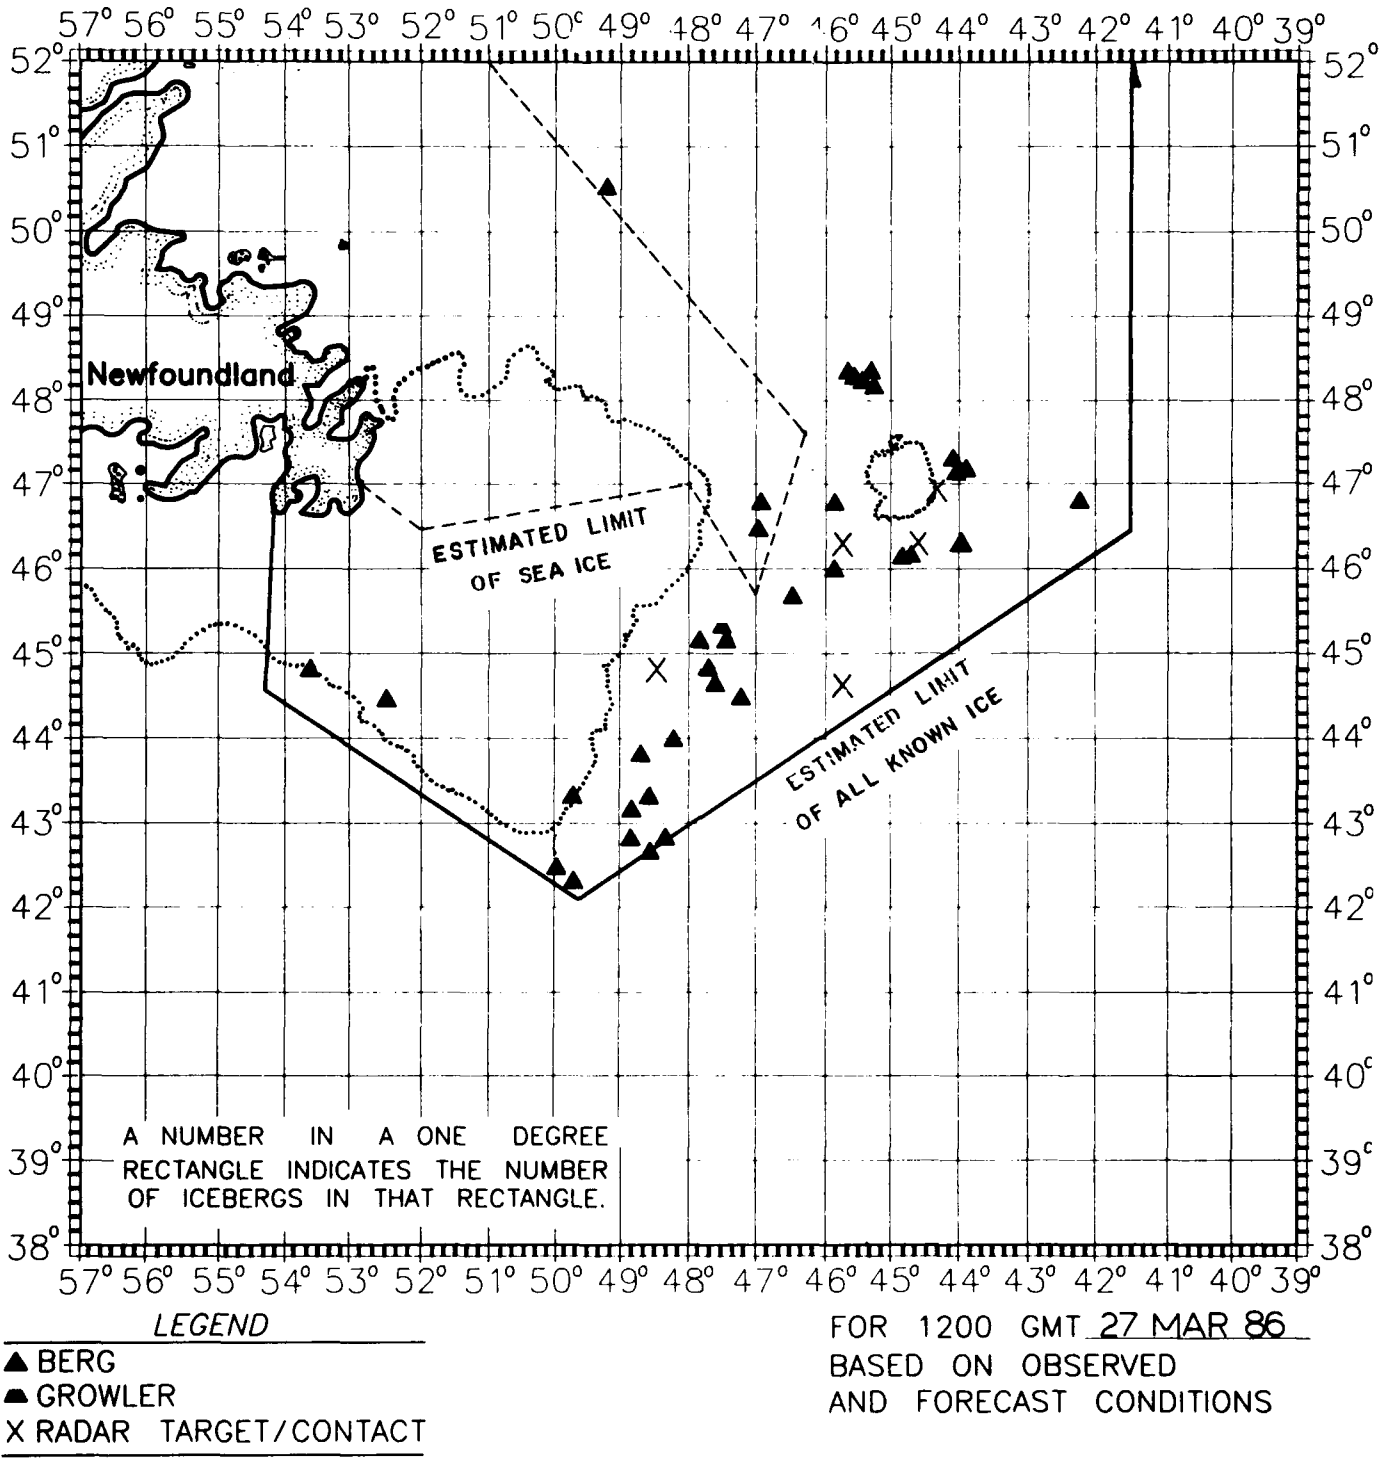 57° 56° 55° 54° 53° 52° 51° 50° 49° 48° 47° 46° 45° 44° 43° 42° 41° 40° 39°
52° 52°
51° 51°
50° 50°
49° 49°
Newfoundland
48° 48°
47° 47°
ESTIMATED LIMIT
OF SEA ICE
46° 46°
45° 45°
ESTIMATED LIMIT
OF ALL KNOWN ICE
44° 44°
43° 43°
42° 42°
41° 41°
40° 40°
A NUMBER IN A ONE DEGREE
RECTANGLE INDICATES THE NUMBER
OF ICEBERGS IN THAT RECTANGLE.
39° 39°
38° 38°
57° 56° 55° 54° 53° 52° 51° 50° 49° 48° 47° 46° 45° 44° 43° 42° 41° 40° 39°
LEGEND
▲ BERG
GROWLER
X RADAR TARGET/CONTACT
FOR 1200 GMT 27 MAR 86
BASED ON OBSERVED
AND FORECAST CONDITIONS